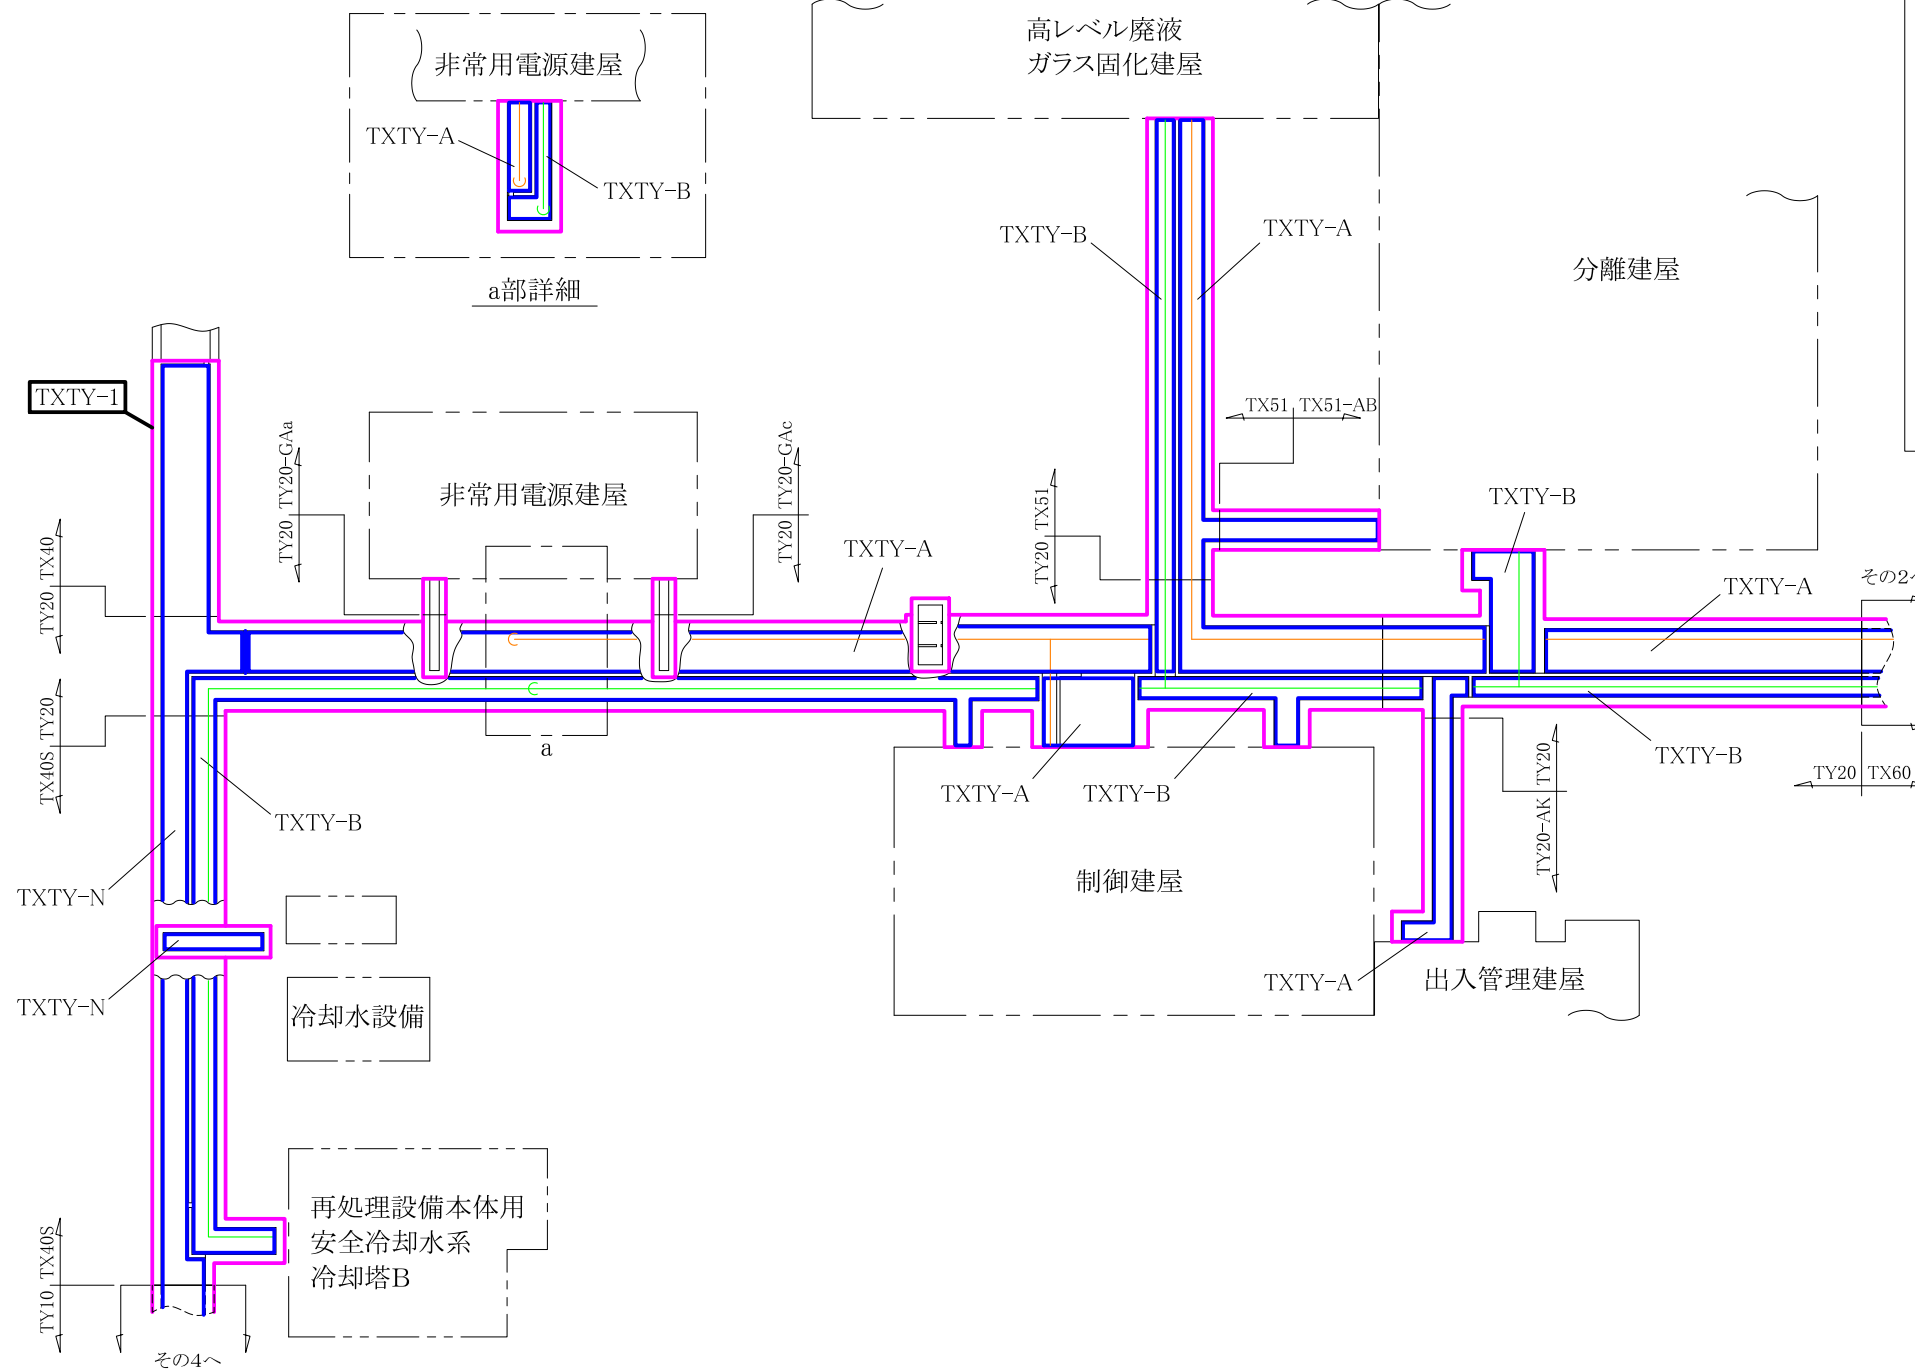 高レベル廃液
ガラス固化建屋
非常用電源建屋
TXTY-A
TXTY-B
a部詳細
TXTY-B
TXTY-A
分離建屋
TXTY-1
TX51
TX51-AB
TY20
TY20-GAa
TY20
TY20-GAc
非常用電源建屋
TY20
TX51
TXTY-B
TY20
TX40
TXTY-A
TXTY-A
その2へ
TX40S
TY20
a
TXTY-B
TY20
TX60
TXTY-A
TXTY-B
TXTY-B
TY20-AK
TY20
TXTY-N
制御建屋
TXTY-A
出入管理建屋
TXTY-N
冷却水設備
再処理設備本体用
安全冷却水系
冷却塔B
TY10
TX40S
その4へ